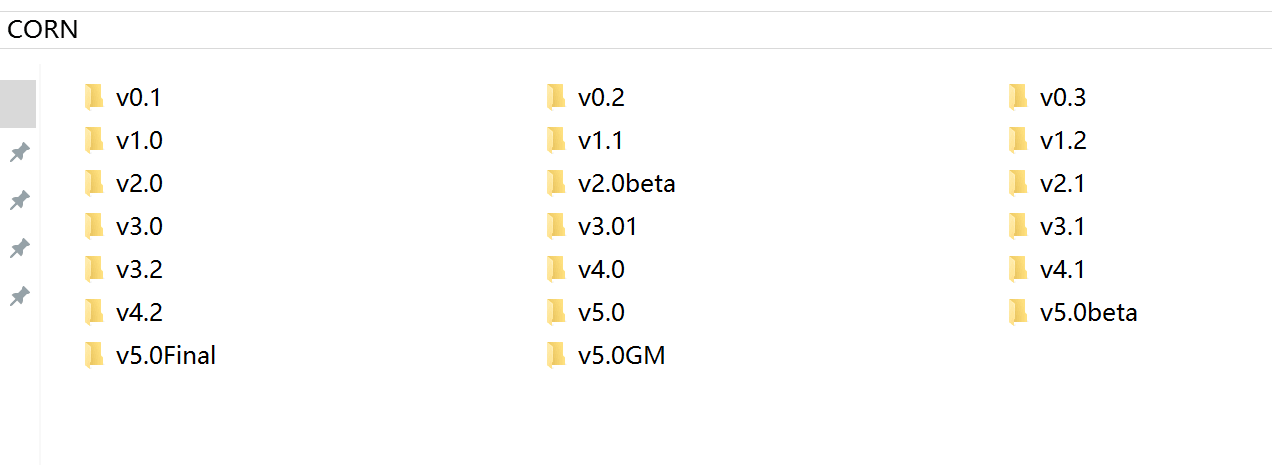 CORN
v0.1 v0.2 v0.3
v1.0 v1.1 v1.2
v2.0 v2.0beta v2.1
v3.0 v3.01 v3.1
v3.2 v4.0 v4.1
v4.2 v5.0 v5.0beta
v5.0Final v5.0GM